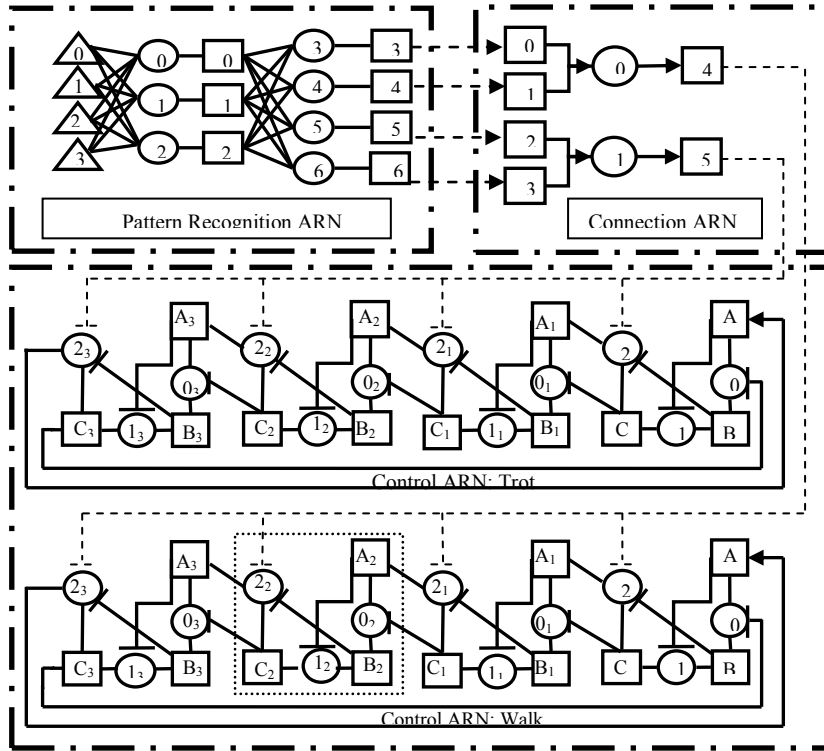 0 0 0 3 3 0
1 1 1 4 4 1 0 4
2 2 2 5 5 2 1 5
3 6 6 3
Pattern Recognition ARN Connection ARN
A3 A2 A1 A
23 22 21 2
03 02 01 0
C3 13 B3 C2 12 B2 C1 11 B1 C 1 B
Control ARN: Trot
A3 A2 A1 A
23 22 21 2
03 02 01 0
C3 13 B3 C2 12 B2 C1 11 B1 C 1 B
Control ARN: Walk